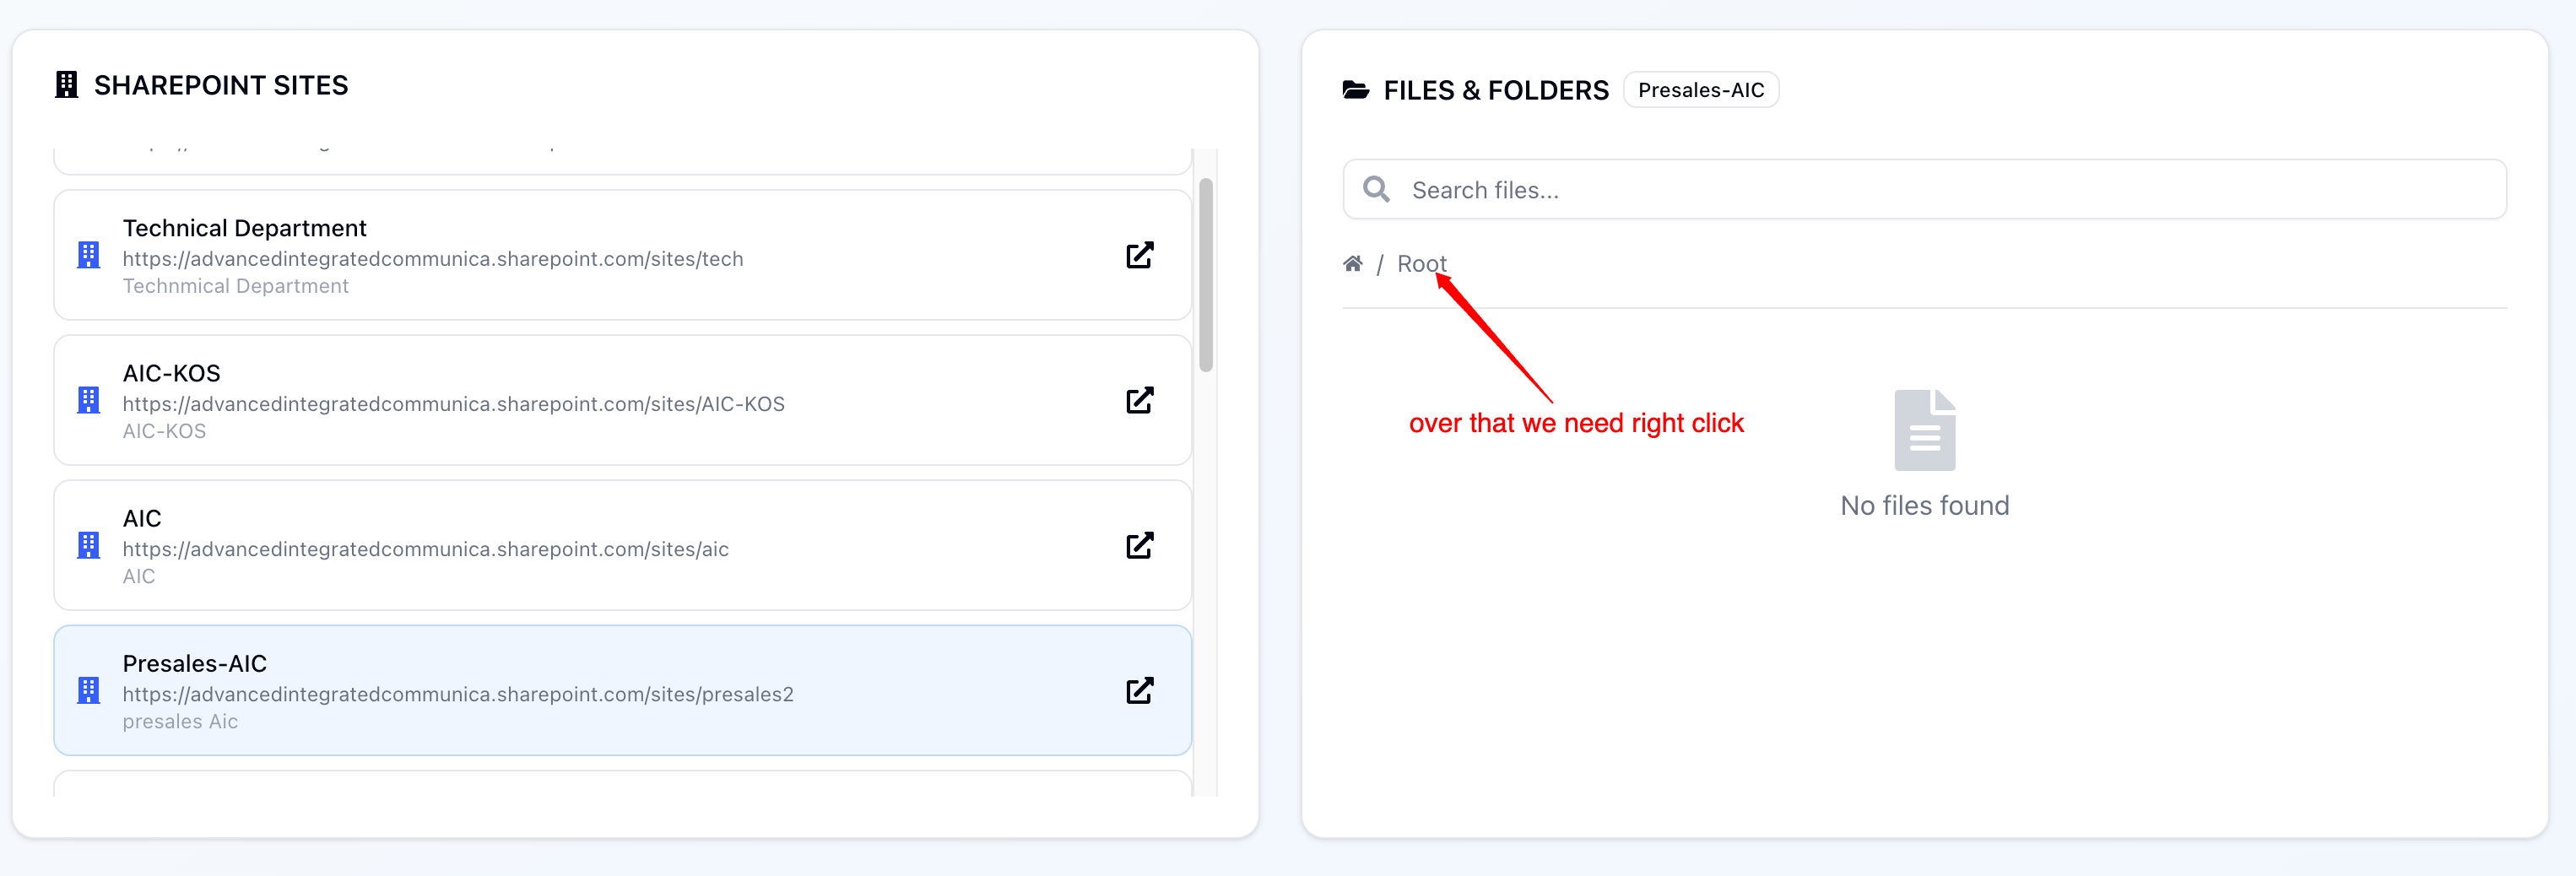 SHAREPOINT SITES
Technical Department
https://advancedintegratedcommunica.sharepoint.com/sites/tech
Technmical Department
AIC-KOS
https://advancedintegratedcommunica.sharepoint.com/sites/AIC-KOS
AIC-KOS
AIC
https://advancedintegratedcommunica.sharepoint.com/sites/aic
AIC
Presales-AIC
https://advancedintegratedcommunica.sharepoint.com/sites/presales2
presales Aic
FILES & FOLDERS Presales-AIC
Search files...
/ Root
over that we need right click
No files found